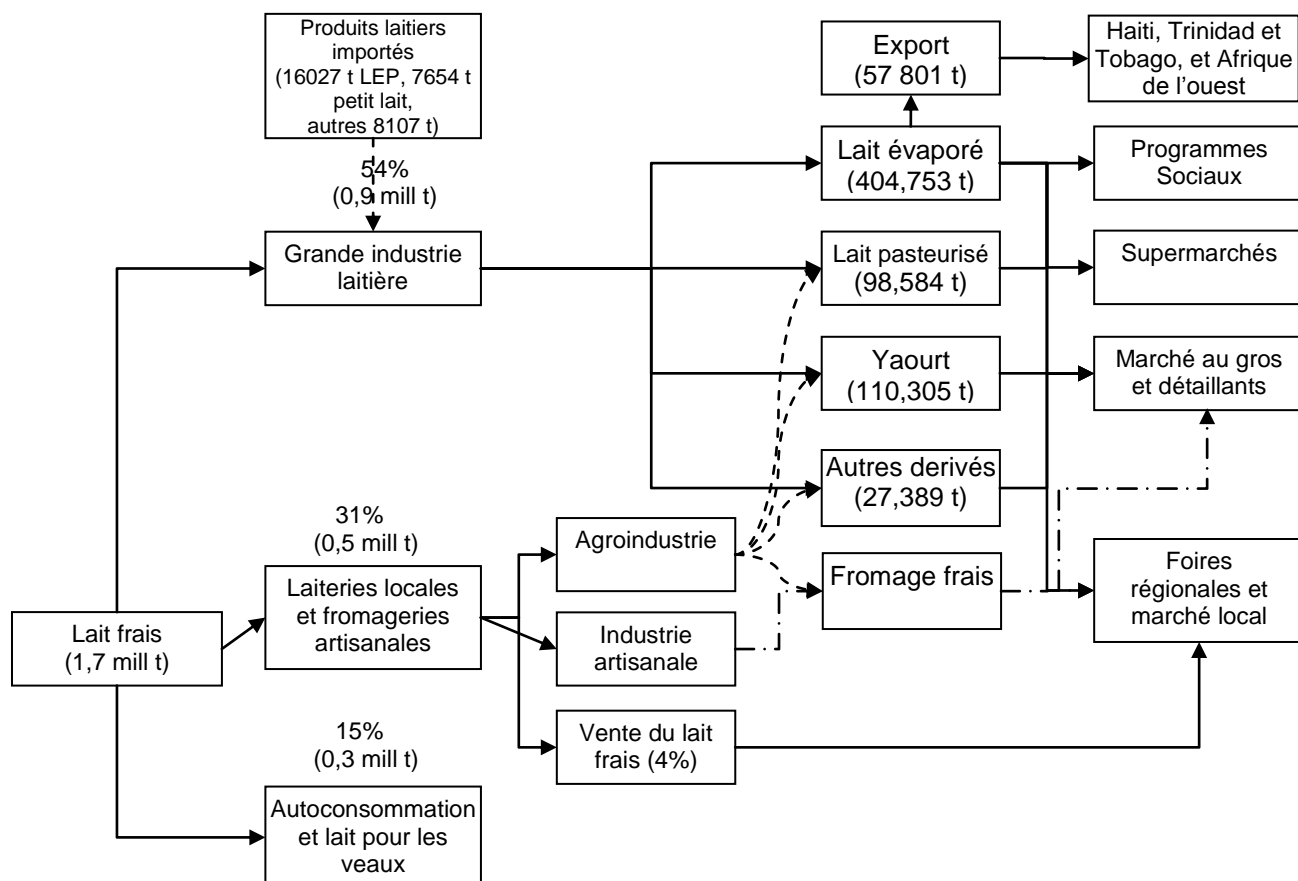 Produits laitiers
importés
(16027 t LEP, 7654 t
petit lait,
autres 8107 t)
Export
(57 801 t)
Haiti, Trinidad et
Tobago, et Afrique
de l’ouest
54%
(0,9 mill t)
Lait évaporé
(404,753 t)
Programmes
Sociaux
Grande industrie
laitière
Lait pasteurisé
(98,584 t)
Supermarchés
Yaourt
(110,305 t)
Marché au gros
et détaillants
Autres derivés
(27,389 t)
31%
(0,5 mill t)
Agroindustrie
Fromage frais
Foires
régionales et
marché local
Laiteries locales
et fromageries
artisanales
Lait frais
(1,7 mill t)
Industrie
artisanale
15%
(0,3 mill t)
Vente du lait
frais (4%)
Autoconsommation
et lait pour les
veaux